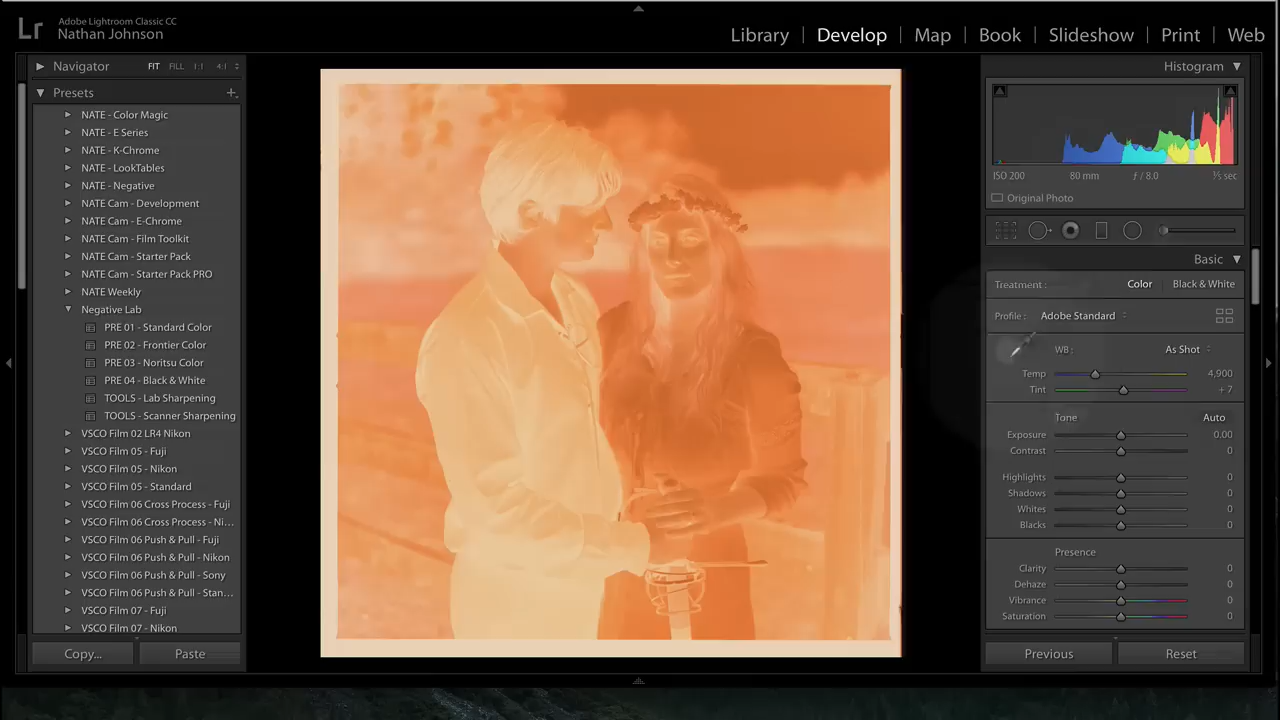 Lr
Adobe Lightroom Classic CC
Nathan Johnson
Library | Develop | Map | Book | Slideshow | Print | Web
Navigator FIT FILL 1:1 4:1
Presets
NATE - Color Magic
NATE - E Series
NATE - K-Chrome
NATE - LookTables
NATE - Negative
NATE Cam - Development
NATE Cam - E-Chrome
NATE Cam - Film Toolkit
NATE Cam - Starter Pack
NATE Cam - Starter Pack PRO
NATE Weekly
Negative Lab
PRE 01 - Standard Color
PRE 02 - Frontier Color
PRE 03 - Noritsu Color
PRE 04 - Black & White
TOOLS - Lab Sharpening
TOOLS - Scanner Sharpening
VSCO Film 02 LR4 Nikon
VSCO Film 05 - Fuji
VSCO Film 05 - Nikon
VSCO Film 05 - Standard
VSCO Film 06 Cross Process - Fuji
VSCO Film 06 Cross Process - Ni...
VSCO Film 06 Push & Pull - Fuji
VSCO Film 06 Push & Pull - Nikon
VSCO Film 06 Push & Pull - Sony
VSCO Film 06 Push & Pull - Stan...
VSCO Film 07 - Fuji
VSCO Film 07 - Nikon
Copy... Paste
Histogram
ISO 200 80 mm ƒ / 8.0 ⅕ sec
Original Photo
Basic
Treatment : Color Black & White
Profile : Adobe Standard
WB : As Shot
Temp 4,900
Tint + 7
Tone Auto
Exposure 0.00
Contrast 0
Highlights 0
Shadows 0
Whites 0
Blacks 0
Presence
Clarity 0
Dehaze 0
Vibrance 0
Saturation 0
Previous Reset